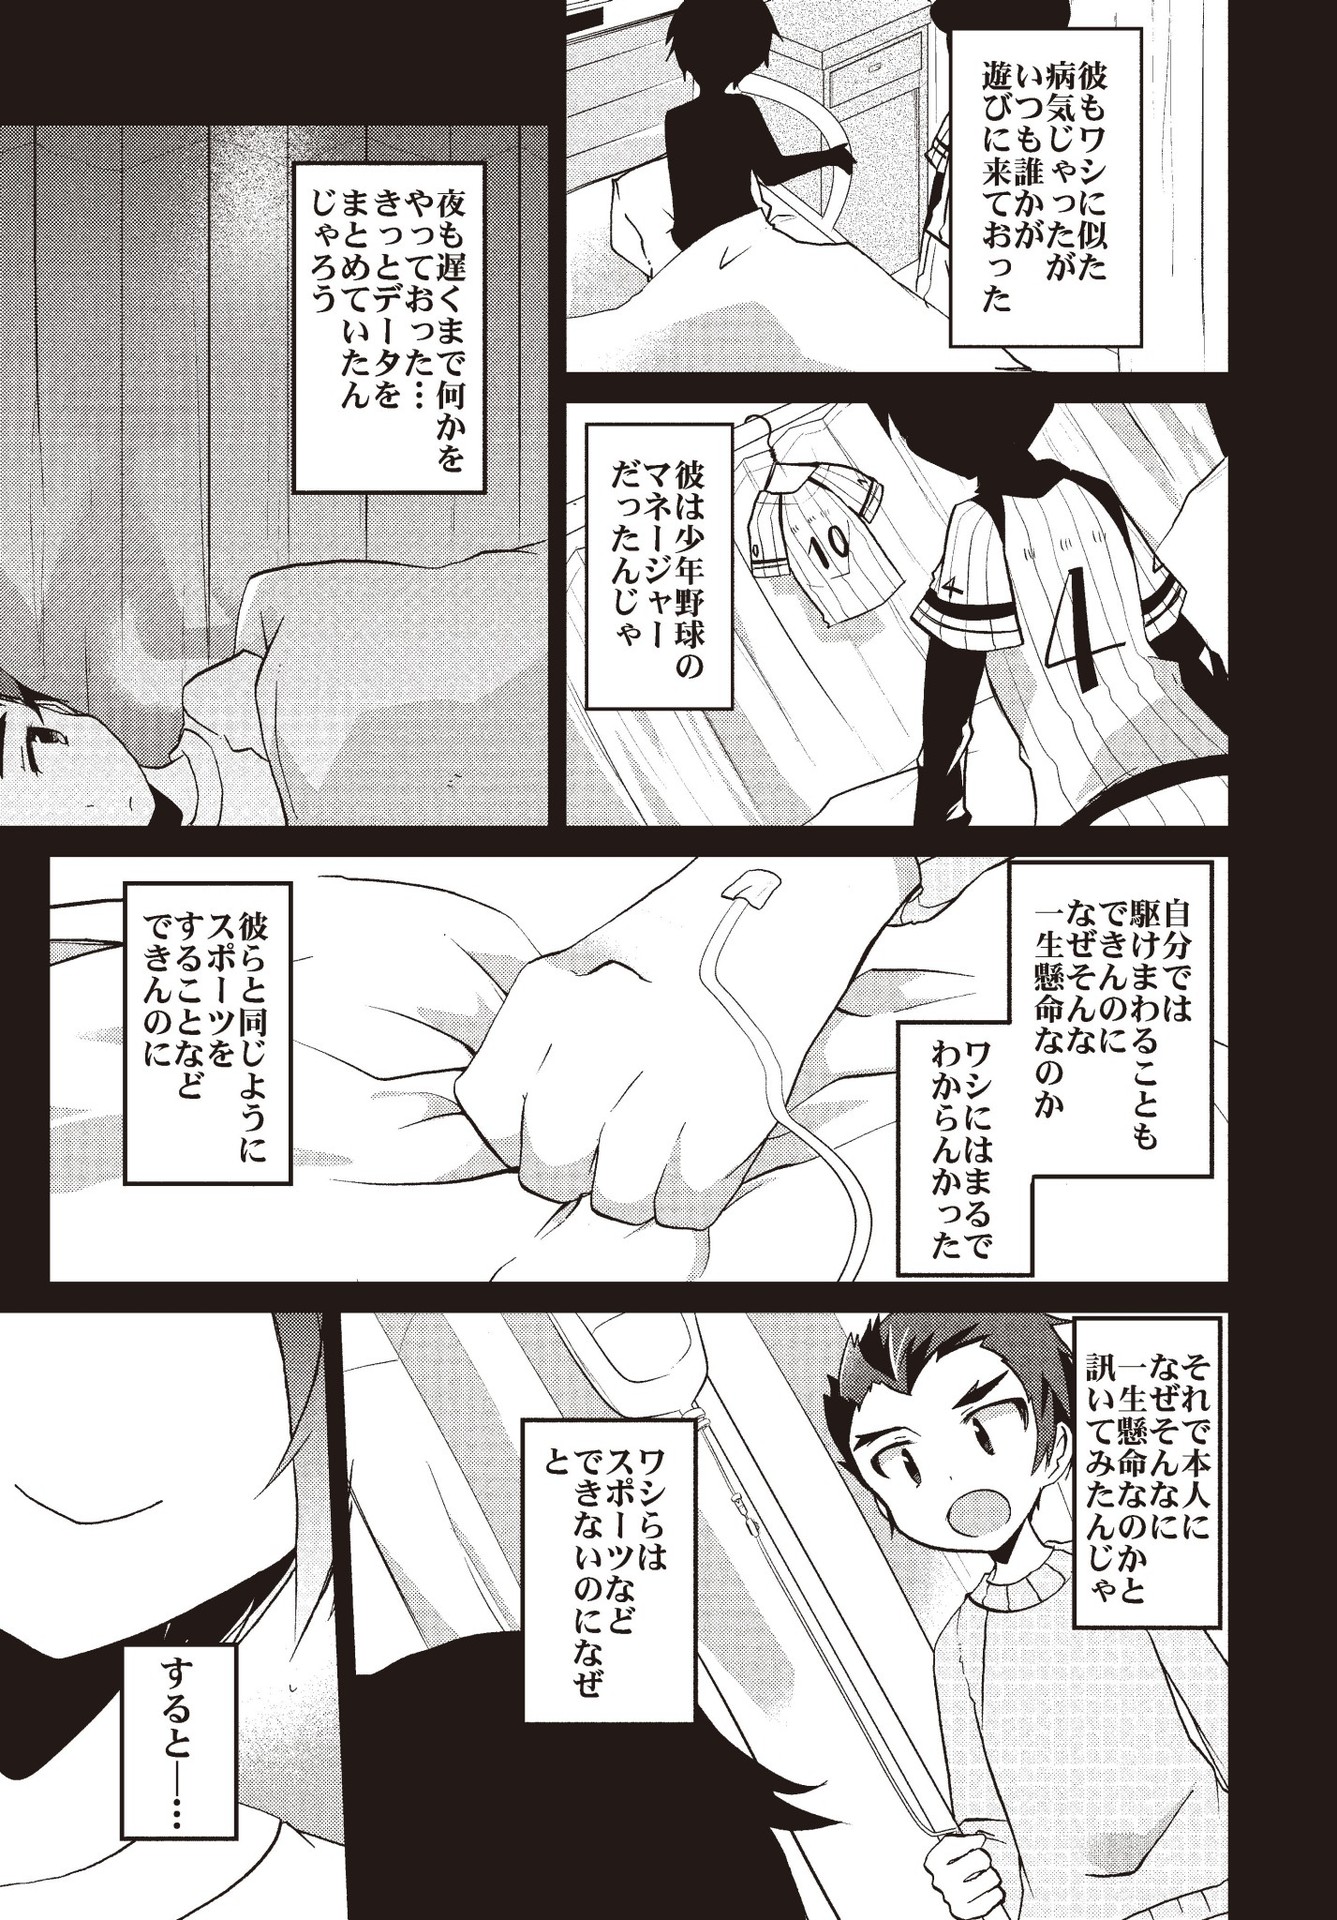 彼もワシに似た
病気じゃったが
いつも誰かが
遊びに来ておった
彼は少年野球の
マネージャー
だったんじゃ
10
4
4
夜も遅くまで何かを
やっておった…
きっとデータを
まとめていたん
じゃろう
自分では
駆けまわることも
できんのに
なぜそんな
一生懸命なのか
ワシにはまるで
わからんかった
彼らと同じように
スポーツを
することなど
できんのに
それで本人に
なぜそんなに
一生懸命なのかと
訊いてみたんじゃ
ワシらは
スポーツなど
できないのになぜ
と
すると―…